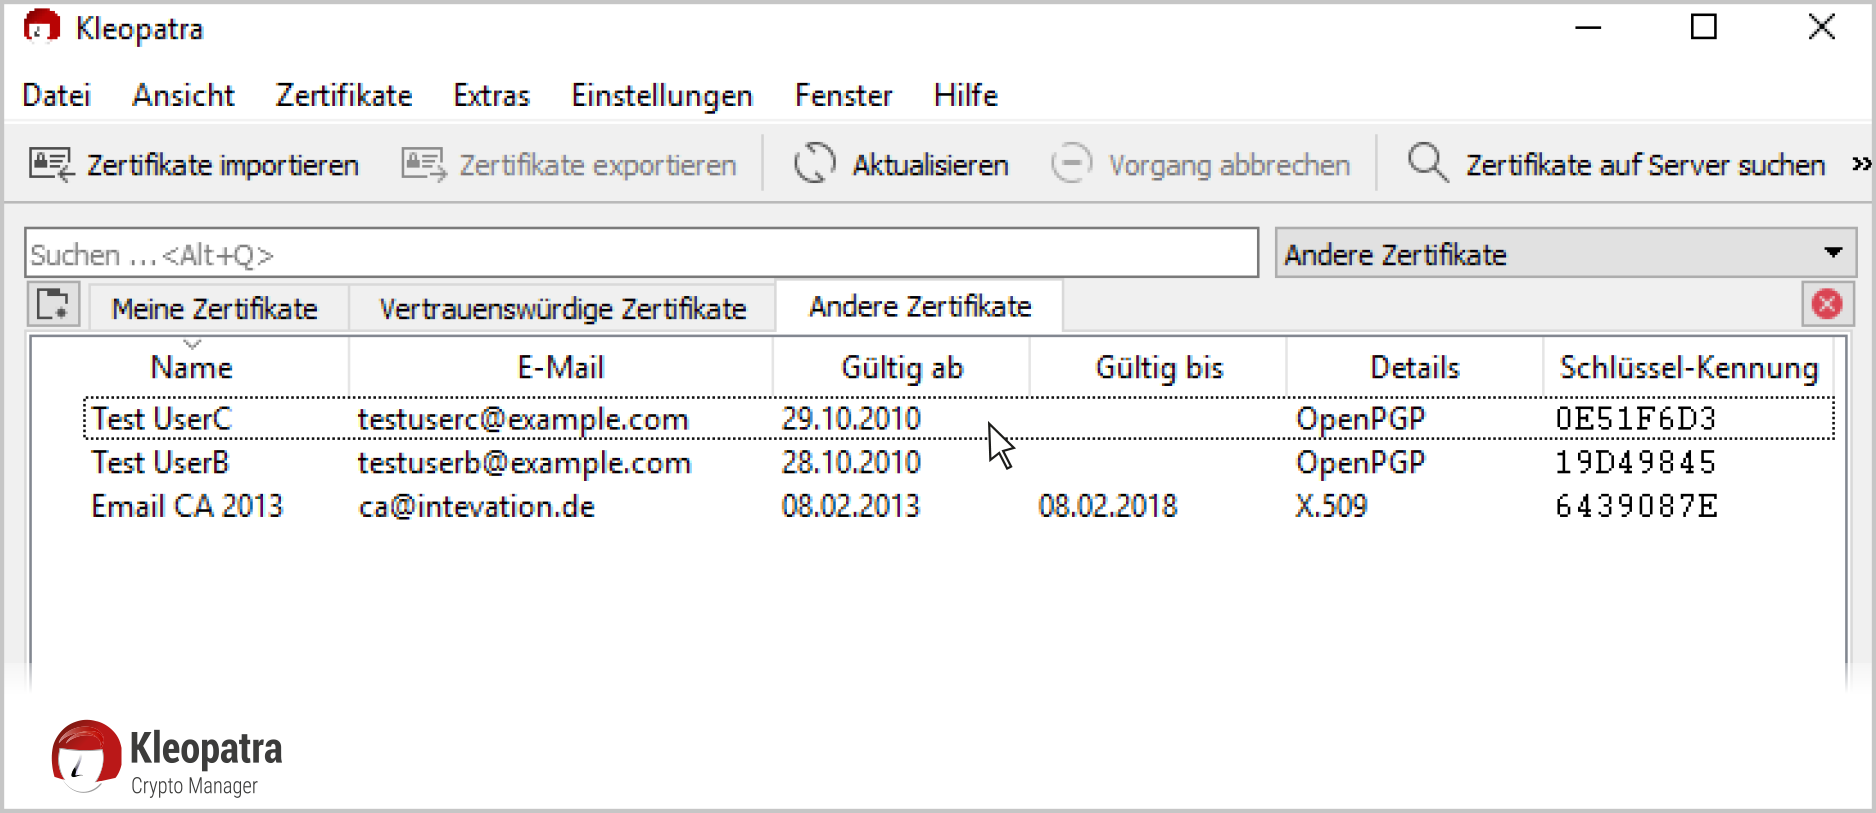 Kleopatra
Datei Ansicht Zertifikate Extras Einstellungen Fenster Hilfe
Zertifikate importieren Zertifikate exportieren Aktualisieren Vorgang abbrechen Zertifikate auf Server suchen »
Suchen ...<Alt+Q> Andere Zertifikate
Meine Zertifikate Vertrauenswürdige Zertifikate Andere Zertifikate
Name E-Mail Gültig ab Gültig bis Details Schlüssel-Kennung
Test UserC testuserc@example.com 29.10.2010 OpenPGP 0E51F6D3
Test UserB testuserb@example.com 28.10.2010 OpenPGP 19D49845
Email CA 2013 ca@intevation.de 08.02.2013 08.02.2018 X.509 6439087E
Kleopatra
Crypto Manager